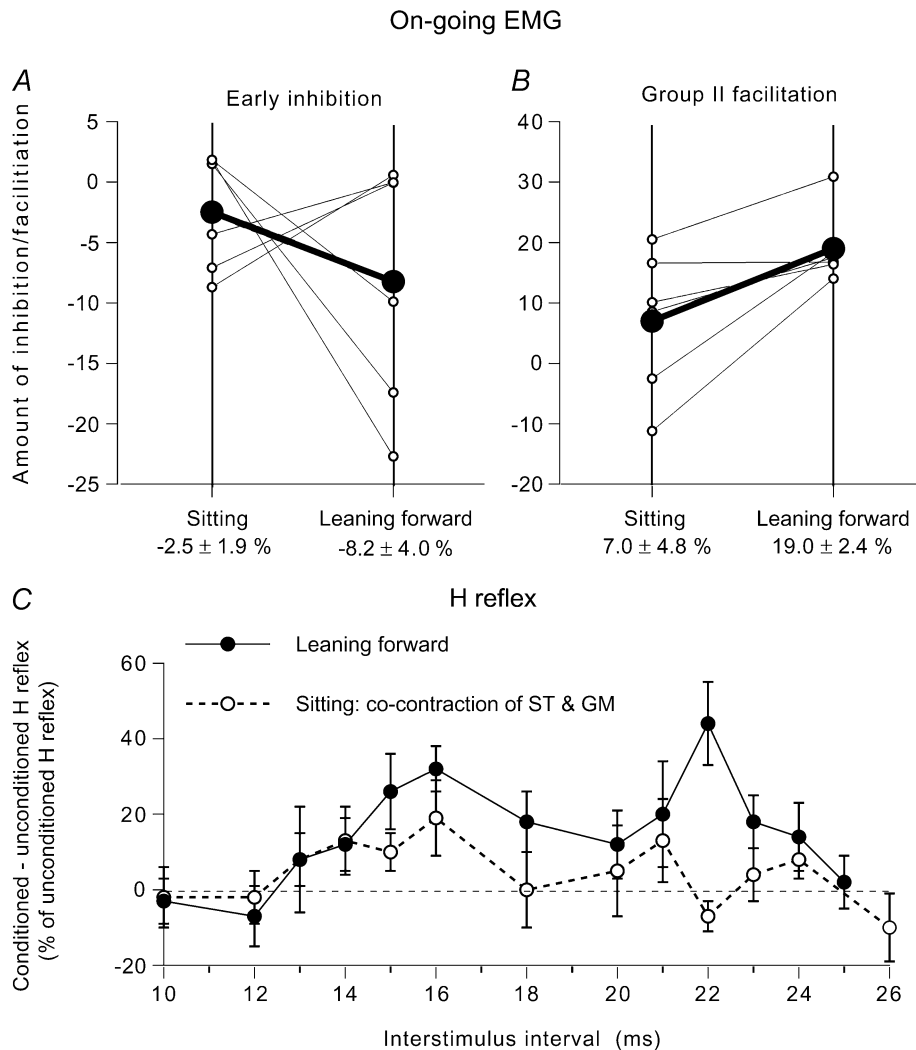 On-going EMG
A
B
Early inhibition
Group II facilitation
Amount of inhibition/facilitiation
5
0
-5
-10
-15
-20
-25
40
30
20
10
0
-10
-20
Sitting
Leaning forward
-2.5 ± 1.9 %
-8.2 ± 4.0 %
Sitting
Leaning forward
7.0 ± 4.8 %
19.0 ± 2.4 %
C
H reflex
Leaning forward
Sitting: co-contraction of ST & GM
Conditioned - unconditioned H reflex
(% of unconditioned H reflex)
60
40
20
0
-20
10 12 14 16 18 20 22 24 26
Interstimulus interval (ms)